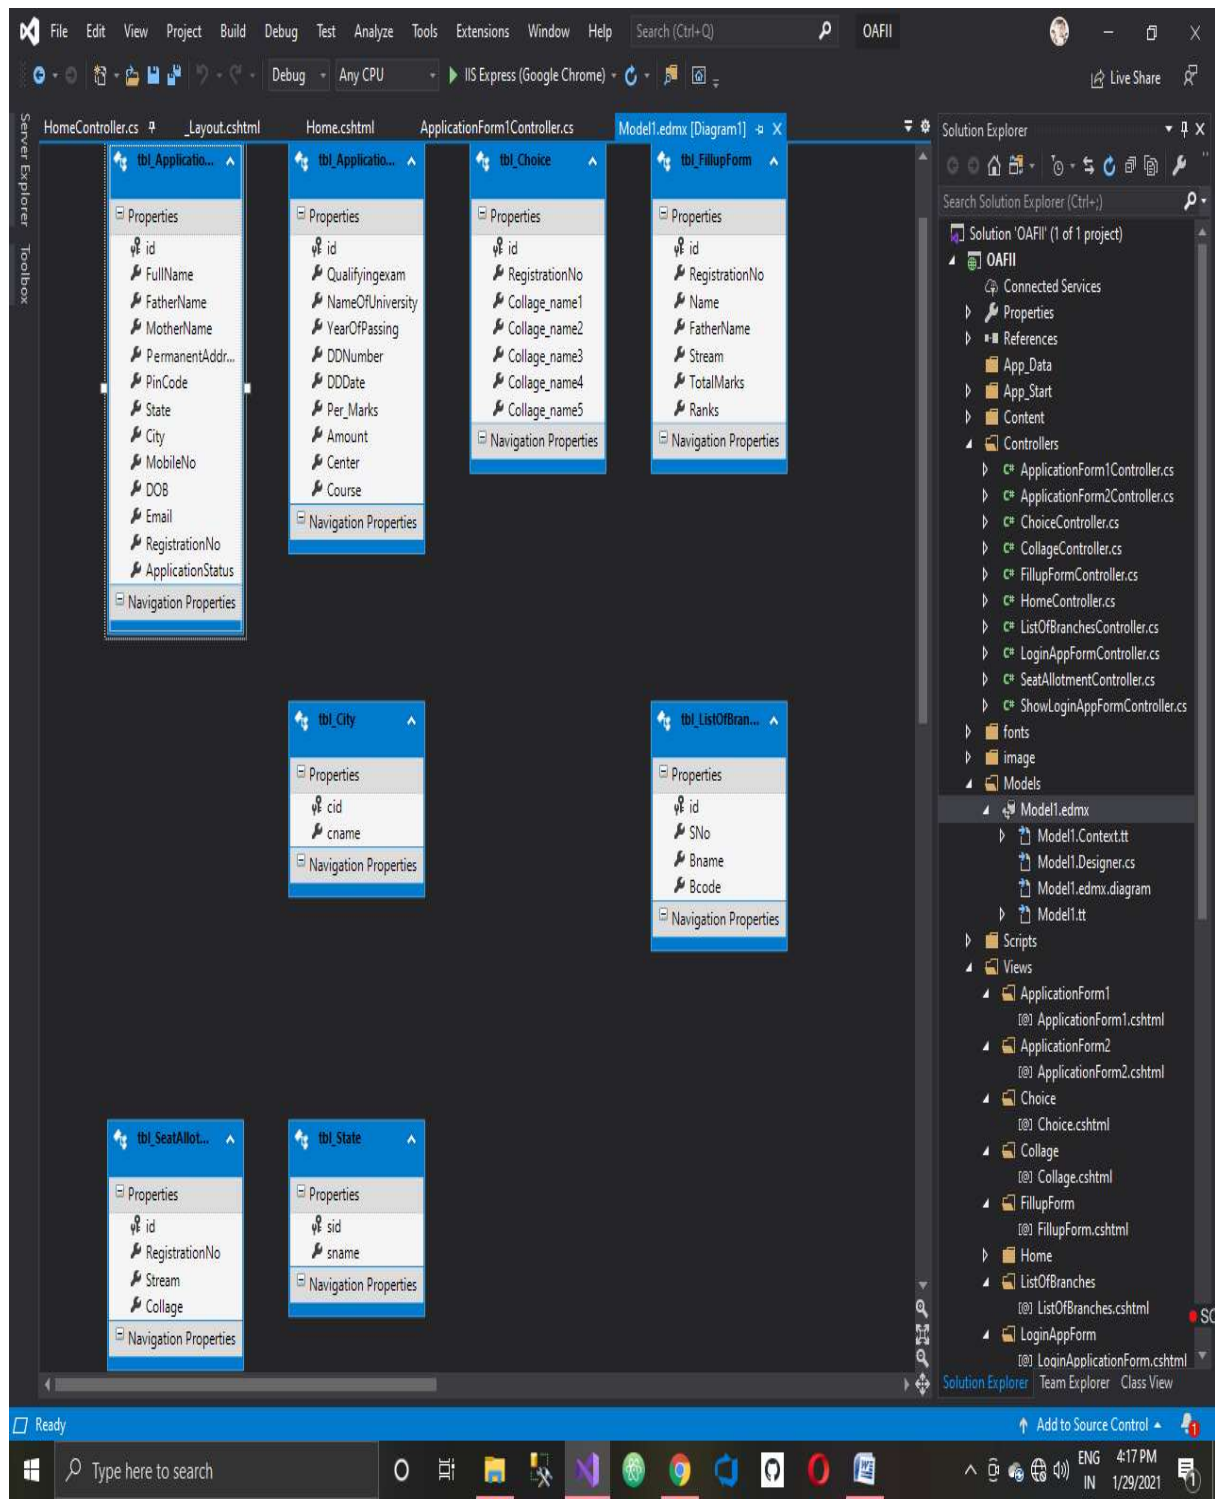 File Edit View Project Build Debug Test Analyze Tools Extensions Window Help Search (Ctrl+Q) OAFII
Debug Any CPU IIS Express (Google Chrome) Live Share
Server Explorer
Toolbox
HomeController.cs _Layout.cshtml Home.cshtml ApplicationForm1Controller.cs Model1.edmx [Diagram1]
tbl_Applicatio...
Properties
id
FullName
FatherName
MotherName
PermanentAddr...
PinCode
State
City
MobileNo
DOB
Email
RegistrationNo
ApplicationStatus
Navigation Properties
tbl_Applicatio...
Properties
id
Qualifyingexam
NameOfUniversity
YearOfPassing
DDNumber
DDDate
Per_Marks
Amount
Center
Course
Navigation Properties
tbl_Choice
Properties
id
RegistrationNo
Collage_name1
Collage_name2
Collage_name3
Collage_name4
Collage_name5
Navigation Properties
tbl_FillupForm
Properties
id
RegistrationNo
Name
FatherName
Stream
TotalMarks
Ranks
Navigation Properties
tbl_City
Properties
cid
cname
Navigation Properties
tbl_ListOfBran...
Properties
id
SNo
Bname
Bcode
Navigation Properties
tbl_SeatAllot...
Properties
id
RegistrationNo
Stream
Collage
Navigation Properties
tbl_State
Properties
sid
sname
Navigation Properties
Solution Explorer
Search Solution Explorer (Ctrl+;)
Solution 'OAFII' (1 of 1 project)
OAFII
Connected Services
Properties
References
App_Data
App_Start
Content
Controllers
C# ApplicationForm1Controller.cs
C# ApplicationForm2Controller.cs
C# ChoiceController.cs
C# CollageController.cs
C# FillupFormController.cs
C# HomeController.cs
C# ListOfBranchesController.cs
C# LoginAppFormController.cs
C# SeatAllotmentController.cs
C# ShowLoginAppFormController.cs
fonts
image
Models
Model1.edmx
Model1.Context.tt
Model1.Designer.cs
Model1.edmx.diagram
Model1.tt
Scripts
Views
ApplicationForm1
[@] ApplicationForm1.cshtml
ApplicationForm2
[@] ApplicationForm2.cshtml
Choice
[@] Choice.cshtml
Collage
[@] Collage.cshtml
FillupForm
[@] FillupForm.cshtml
Home
ListOfBranches
[@] ListOfBranches.cshtml
LoginAppForm
[@] LoginApplicationForm.cshtml
Solution Explorer Team Explorer Class View
Ready Add to Source Control 1
Type here to search ENG 4:17 PM
IN 1/29/2021